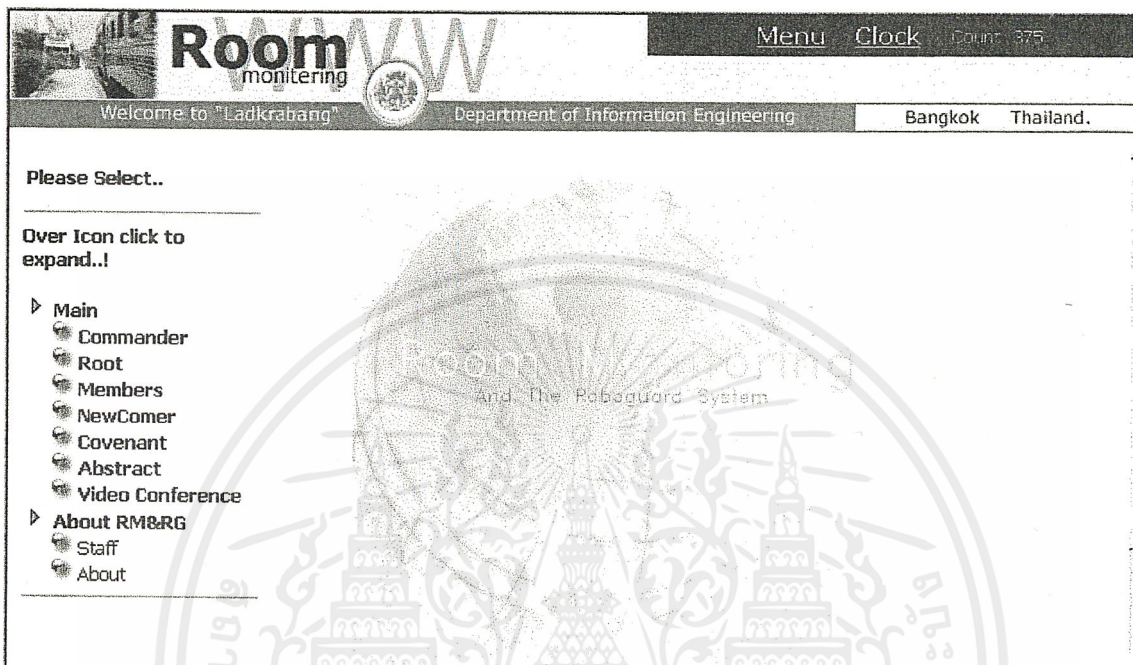 WWW
Room
monitering
Menu Clock Count 375
Welcome to "Ladkrabang" Department of Information Engineering Bangkok Thailand.
Please Select..
Over Icon click to
expand..!
Main
Commander
Root
Members
NewComer
Covenant
Abstract
Video Conference
About RM&RG
Staff
About
Room Monitoring
And The Roboguard System